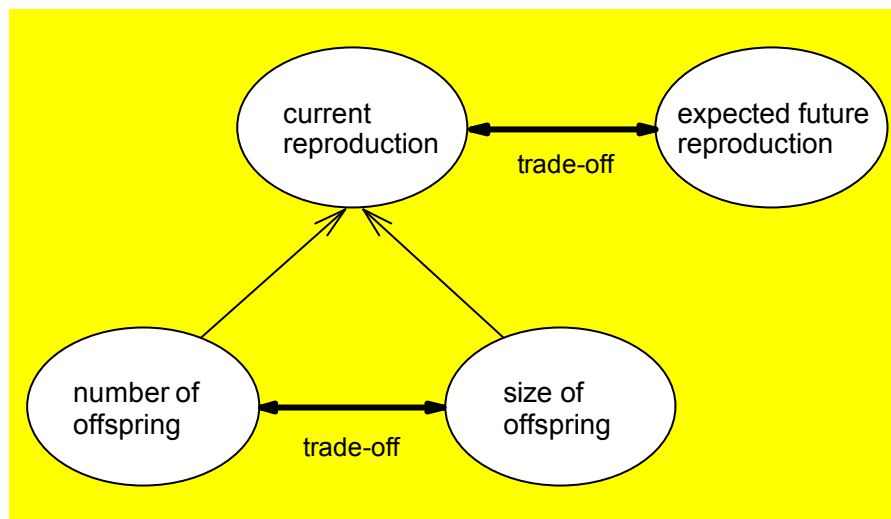 current
reproduction
expected future
reproduction
trade-off
number of
offspring
size of
offspring
trade-off